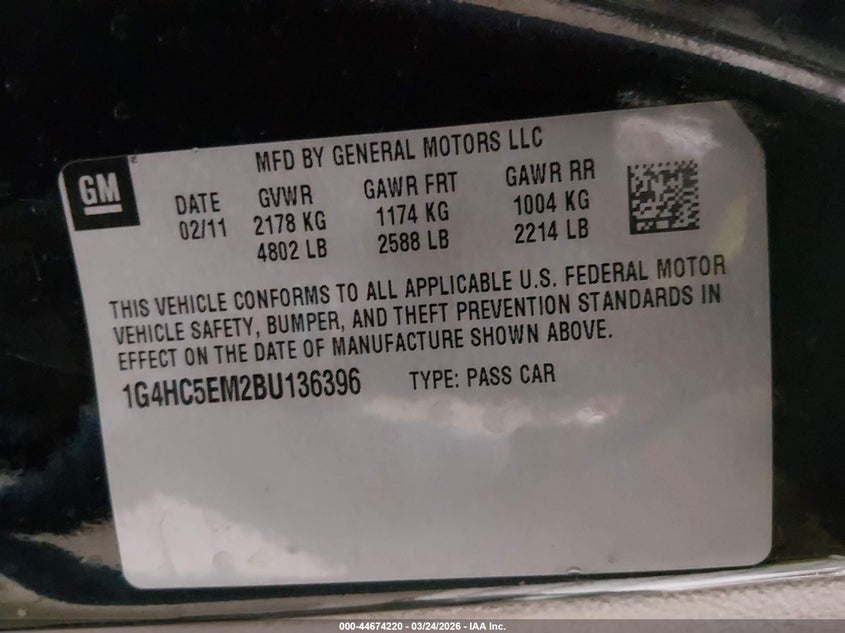 MFD BY GENERAL MOTORS LLC
GM
DATE GVWR GAWR FRT GAWR RR
02/11 2178 KG 1174 KG 1004 KG
4802 LB 2588 LB 2214 LB
THIS VEHICLE CONFORMS TO ALL APPLICABLE U.S. FEDERAL MOTOR
VEHICLE SAFETY, BUMPER, AND THEFT PREVENTION STANDARDS IN
EFFECT ON THE DATE OF MANUFACTURE SHOWN ABOVE.
1G4HC5EM2BU136396 TYPE: PASS CAR
000-44674220 - 03/24/2026 - IAA Inc.